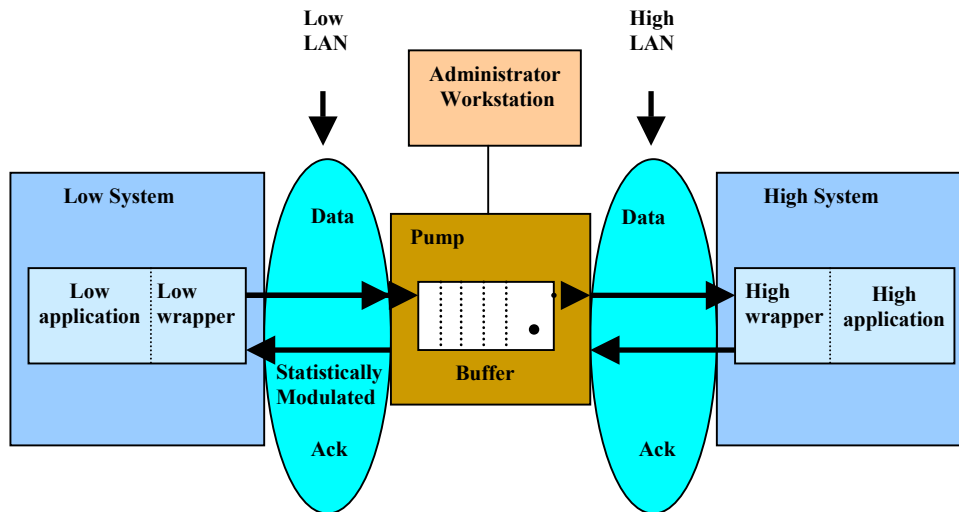 Low
LAN
High
LAN
Administrator
Workstation
Low System
Data
Pump
Data
High System
Low
application
Low
wrapper
High
wrapper
High
application
Buffer
Statistically
Modulated
Ack
Ack